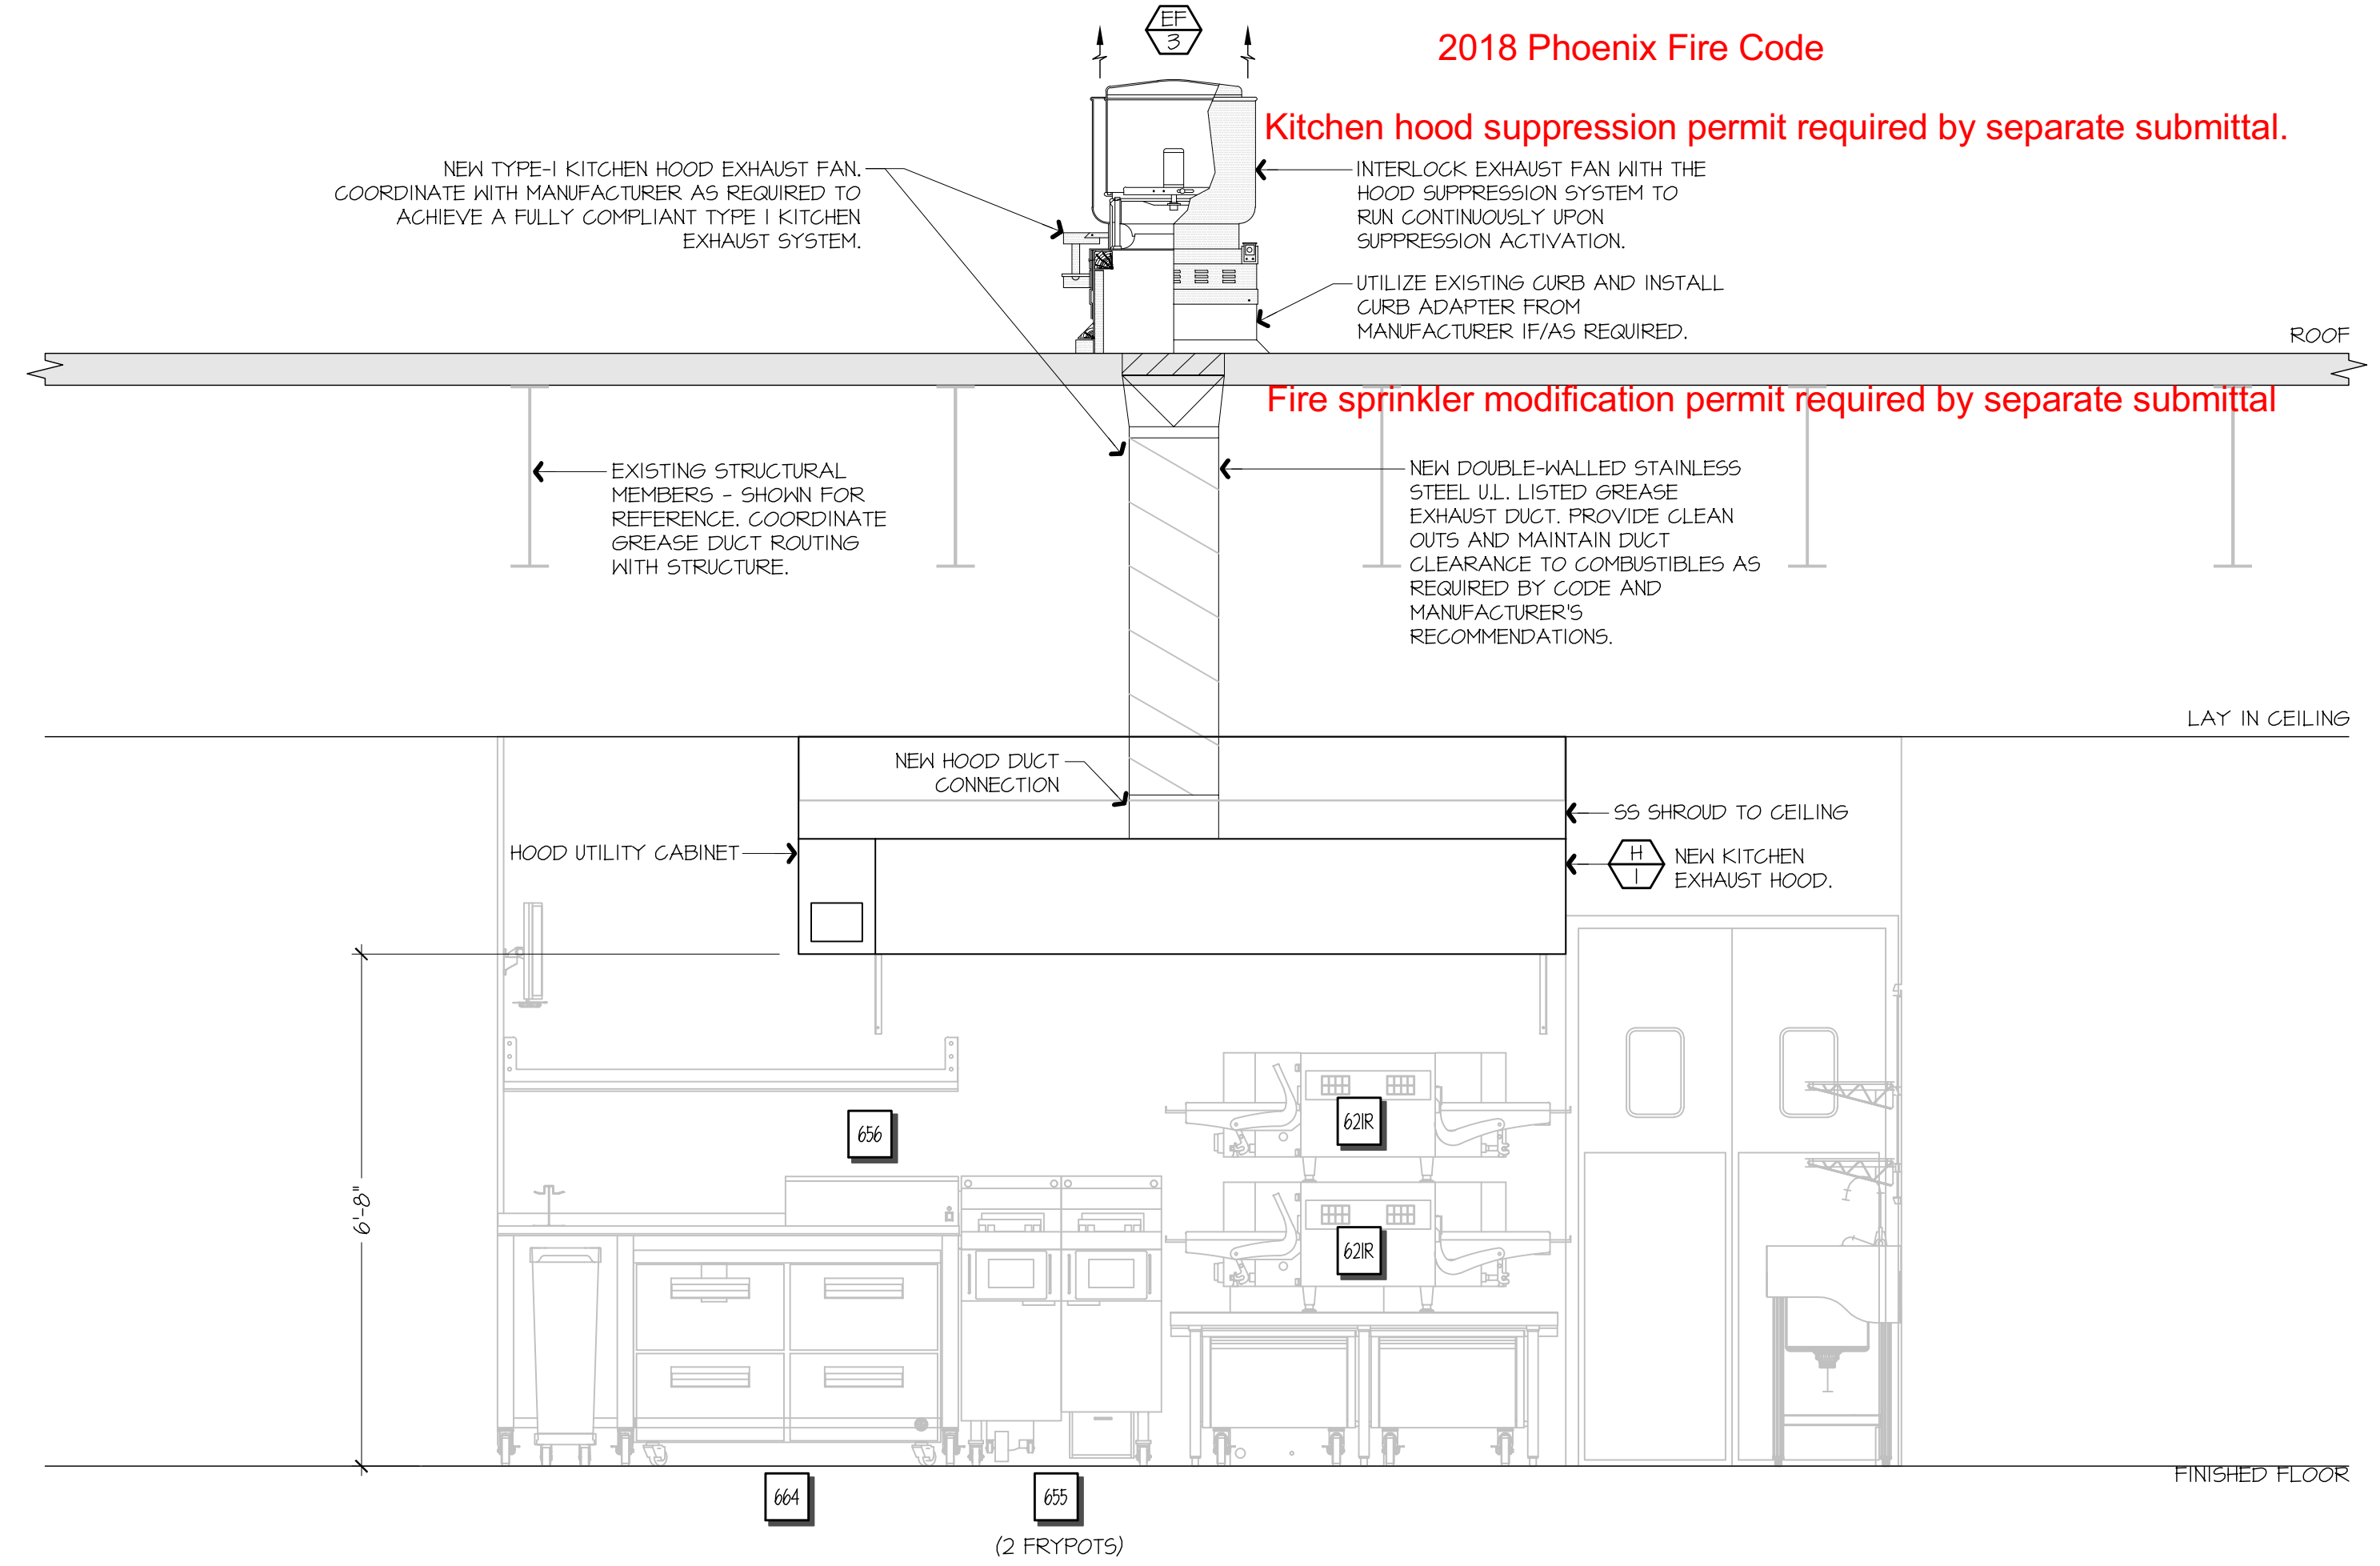 EF
3
2018 Phoenix Fire Code
Kitchen hood suppression permit required by separate submittal.
NEW TYPE-I KITCHEN HOOD EXHAUST FAN.
COORDINATE WITH MANUFACTURER AS REQUIRED TO
ACHIEVE A FULLY COMPLIANT TYPE I KITCHEN
EXHAUST SYSTEM.
INTERLOCK EXHAUST FAN WITH THE
HOOD SUPPRESSION SYSTEM TO
RUN CONTINUOUSLY UPON
SUPPRESSION ACTIVATION.
UTILIZE EXISTING CURB AND INSTALL
CURB ADAPTER FROM
MANUFACTURER IF/AS REQUIRED.
ROOF
Fire sprinkler modification permit required by separate submittal
EXISTING STRUCTURAL
MEMBERS - SHOWN FOR
REFERENCE. COORDINATE
GREASE DUCT ROUTING
WITH STRUCTURE.
NEW DOUBLE-WALLED STAINLESS
STEEL U.L. LISTED GREASE
EXHAUST DUCT. PROVIDE CLEAN
OUTS AND MAINTAIN DUCT
CLEARANCE TO COMBUSTIBLES AS
REQUIRED BY CODE AND
MANUFACTURER'S
RECOMMENDATIONS.
LAY IN CEILING
NEW HOOD DUCT
CONNECTION
SS SHROUD TO CEILING
HOOD UTILITY CABINET
H
1
NEW KITCHEN
EXHAUST HOOD.
656
621R
6'-8"
621R
FINISHED FLOOR
664
655
(2 FRYPOTS)